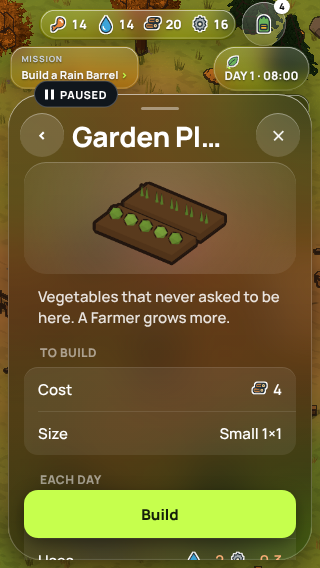 14 14 20 16
4
MISSION
Build a Rain Barrel ›
DAY 1 · 08:00
PAUSED
Garden Pl...
Vegetables that never asked to be
here. A Farmer grows more.
TO BUILD
Cost 4
Size Small 1×1
EACH DAY
Build